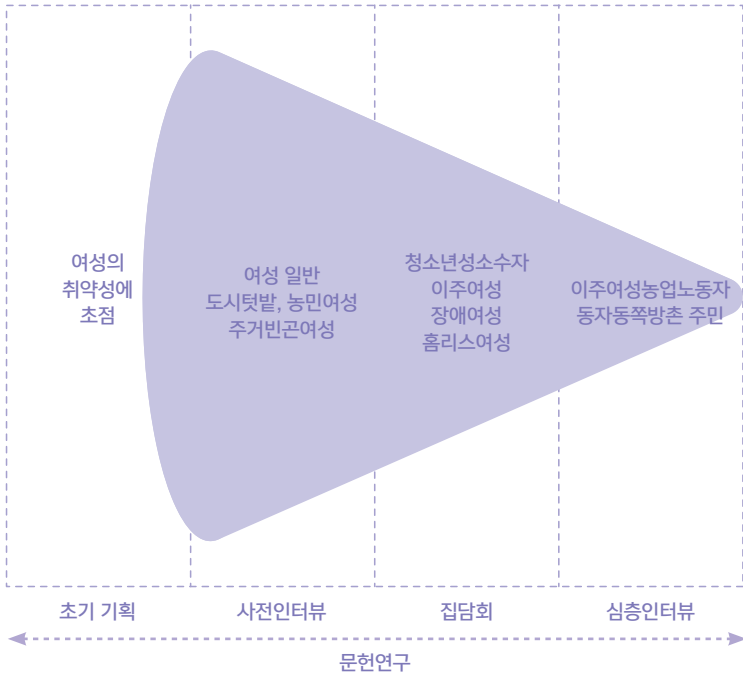 여성의
취약성에
초점
여성 일반
도시텃밭, 농민여성
주거빈곤여성
청소년성소수자
이주여성
장애여성
홈리스여성
이주여성농업노동자
동자동쪽방촌 주민
초기 기획
사전인터뷰
집담회
심층인터뷰
문헌연구